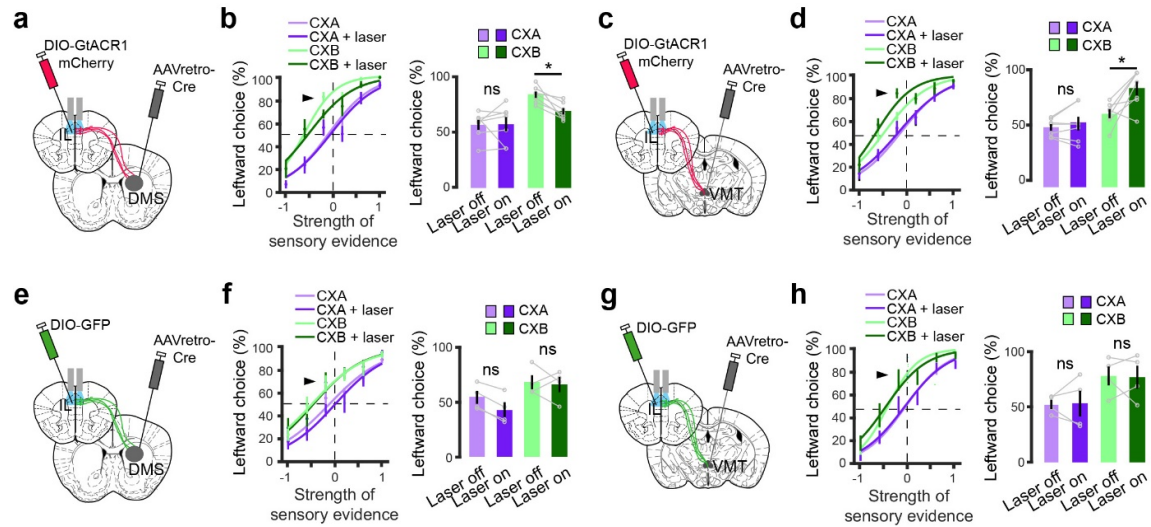 a
DIO-GtACR1
mCherry
AAVretro-
Cre
IL
DMS
b
CXA
CXA + laser
CXB
CXB + laser
Leftward choice (%)
100
80
60
40
20
0
-1
0
1
Strength of
sensory evidence
CXA
CXB
Leftward choice (%)
100
50
0
ns
*
Laser off
Laser on
Laser off
Laser on
c
DIO-GtACR1
mCherry
AAVretro-
Cre
IL
VMT
d
CXA
CXA + laser
CXB
CXB + laser
Leftward choice (%)
100
80
60
40
20
0
-1
0
1
Strength of
sensory evidence
CXA
CXB
Leftward choice (%)
100
50
0
ns
*
Laser off
Laser on
Laser off
Laser on
e
DIO-GFP
AAVretro-
Cre
IL
DMS
f
CXA
CXA + laser
CXB
CXB + laser
Leftward choice (%)
100
80
60
40
20
0
-1
0
1
Strength of
sensory evidence
CXA
CXB
Leftward choice (%)
100
50
0
ns
ns
Laser off
Laser on
Laser off
Laser on
g
DIO-GFP
AAVretro-
Cre
IL
VMT
h
CXA
CXA + laser
CXB
CXB + laser
Leftward choice (%)
100
80
60
40
20
0
-1
0
1
Strength of
sensory evidence
CXA
CXB
Leftward choice (%)
100
50
0
ns
ns
Laser off
Laser on
Laser off
Laser on